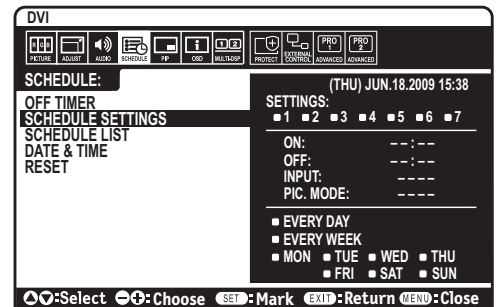 DVI
RGB PICTURE ADJUST AUDIO SCHEDULE PIP OSD 1 2 MULTI-DSP PROTECT EXTERNAL CONTROL PRO 1 ADVANCED PRO 2 ADVANCED
SCHEDULE:
OFF TIMER
SCHEDULE SETTINGS
SCHEDULE LIST
DATE & TIME
RESET
(THU) JUN.18.2009 15:38
SETTINGS:
1 2 3 4 5 6 7
ON: --:--
OFF: --:--
INPUT: ----
PIC. MODE: ----
EVERY DAY
EVERY WEEK
MON TUE WED THU
FRI SAT SUN
:Select :Choose SET:Mark EXIT:Return MENU:Close